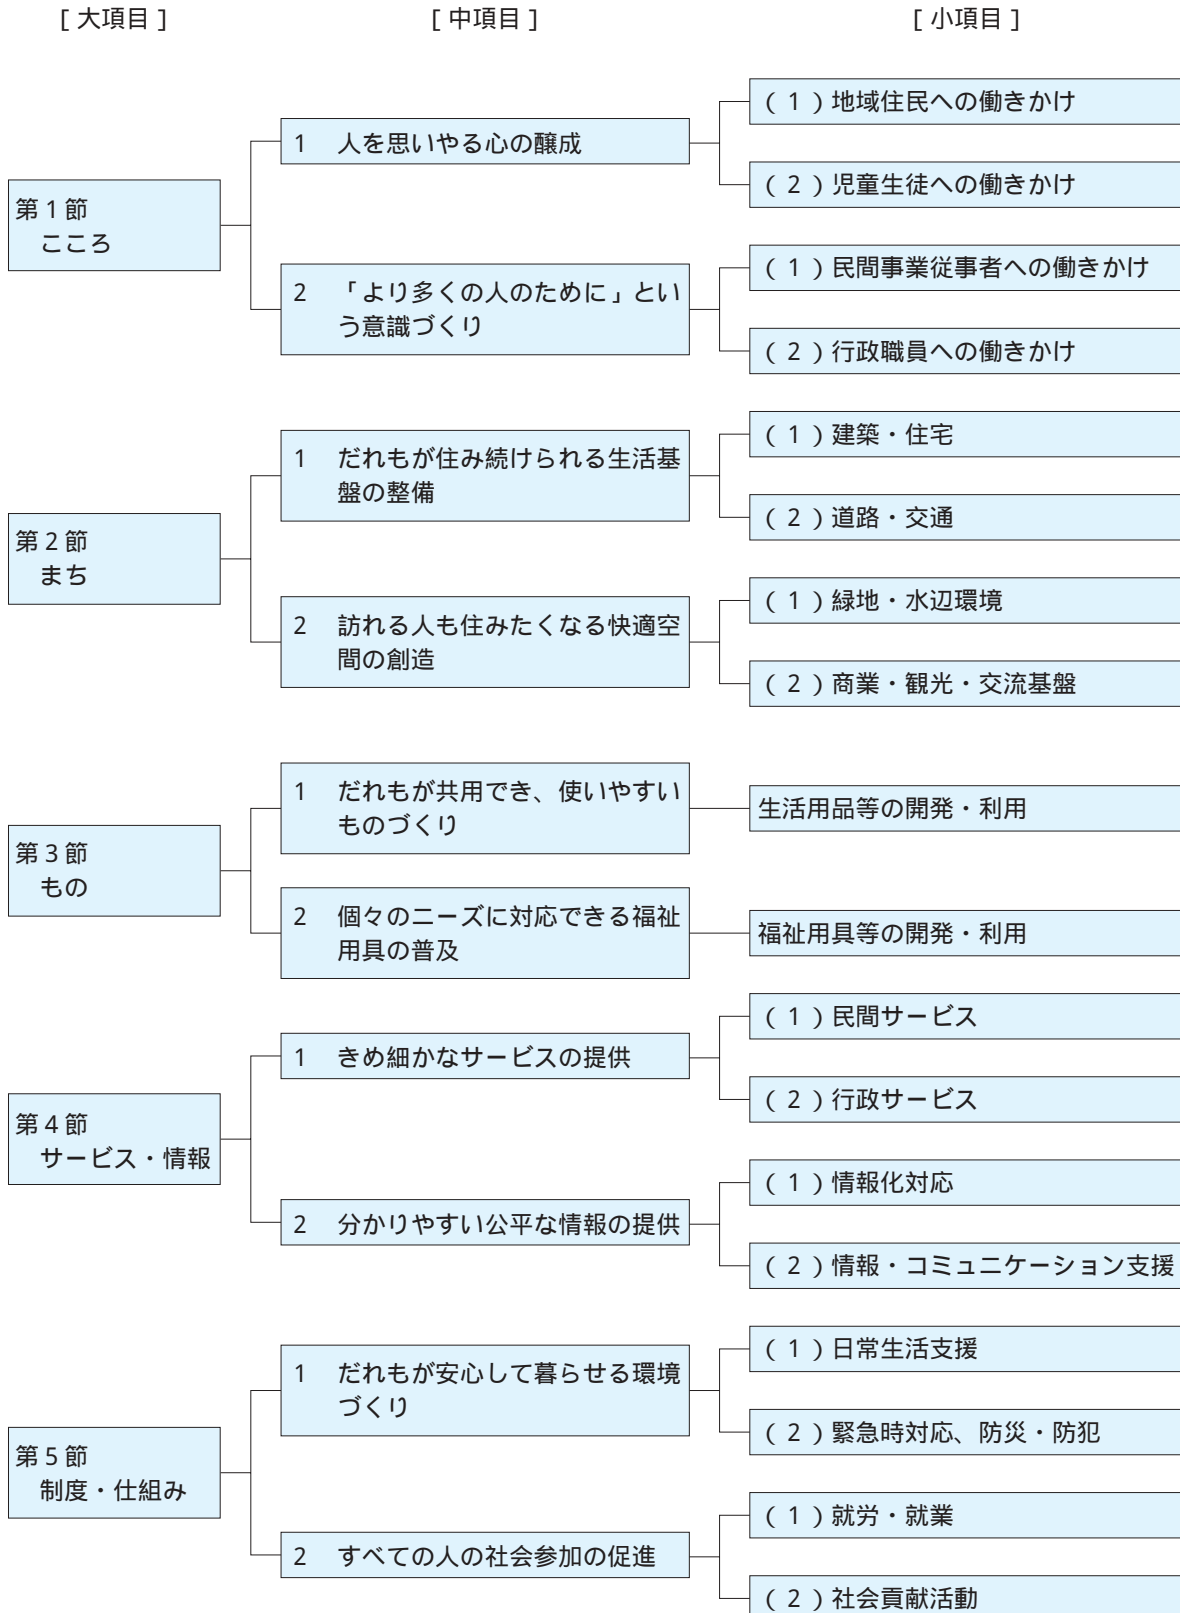 [ 大項目 ]
[ 中項目 ]
[ 小項目 ]
第１節
こころ
1　人を思いやる心の醸成
( 1 ) 地域住民への働きかけ
( 2 ) 児童生徒への働きかけ
2　「より多くの人のために」とい
う意識づくり
( 1 ) 民間事業従事者への働きかけ
( 2 ) 行政職員への働きかけ
第２節
まち
1　だれもが住み続けられる生活基
盤の整備
( 1 ) 建築・住宅
( 2 ) 道路・交通
2　訪れる人も住みたくなる快適空
間の創造
( 1 ) 緑地・水辺環境
( 2 ) 商業・観光・交流基盤
第３節
もの
1　だれもが共用でき、使いやすい
ものづくり
生活用品等の開発・利用
2　個々のニーズに対応できる福祉
用具の普及
福祉用具等の開発・利用
第４節
サービス・情報
1　きめ細かなサービスの提供
( 1 ) 民間サービス
( 2 ) 行政サービス
2　分かりやすい公平な情報の提供
( 1 ) 情報化対応
( 2 ) 情報・コミュニケーション支援
第５節
制度・仕組み
1　だれもが安心して暮らせる環境
づくり
( 1 ) 日常生活支援
( 2 ) 緊急時対応、防災・防犯
2　すべての人の社会参加の促進
( 1 ) 就労・就業
( 2 ) 社会貢献活動